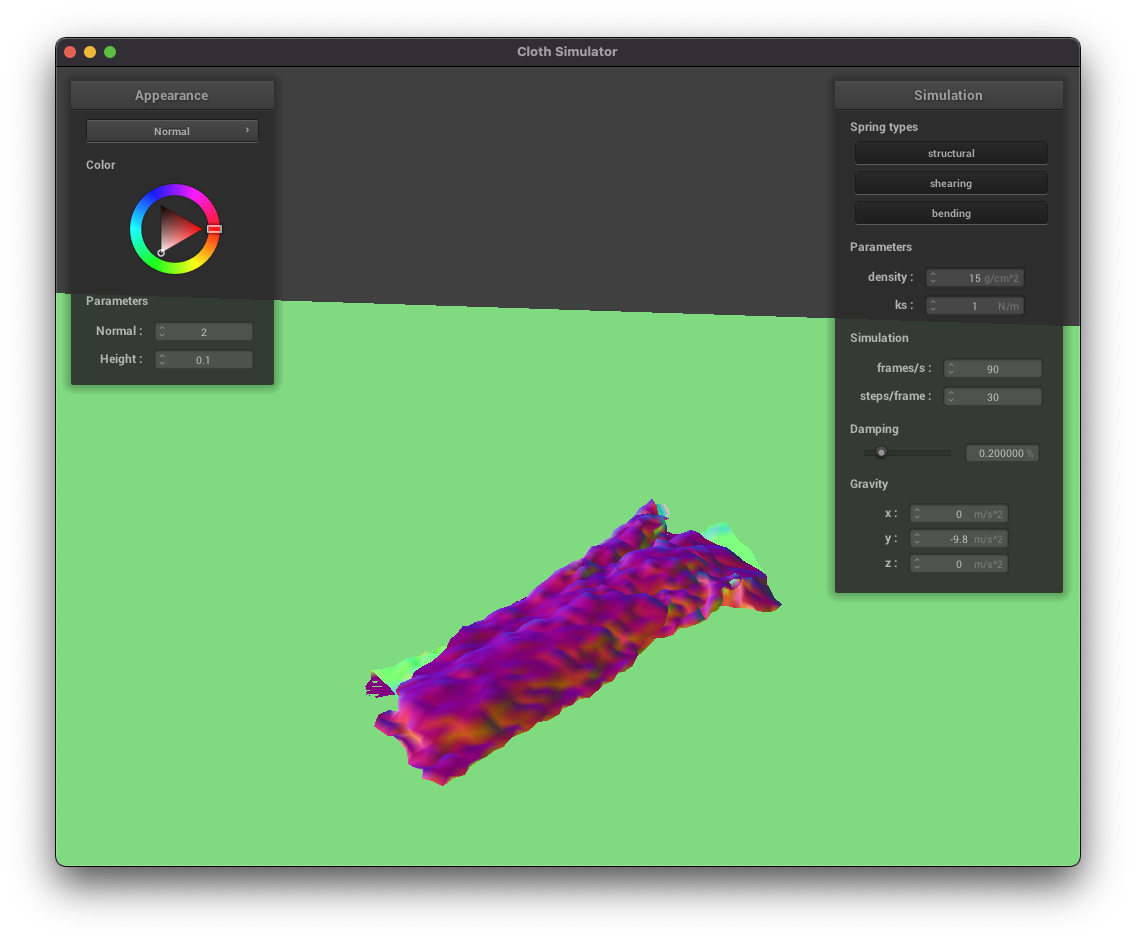 Cloth Simulator
Appearance
Normal
Color
Parameters
Normal : 2
Height : 0.1
Simulation
Spring types
structural
shearing
bending
Parameters
density : 15 g/cm^2
ks : 1 N/m
Simulation
frames/s : 90
steps/frame : 30
Damping
0.200000 %
Gravity
x : 0 m/s^2
y : -9.8 m/s^2
z : 0 m/s^2